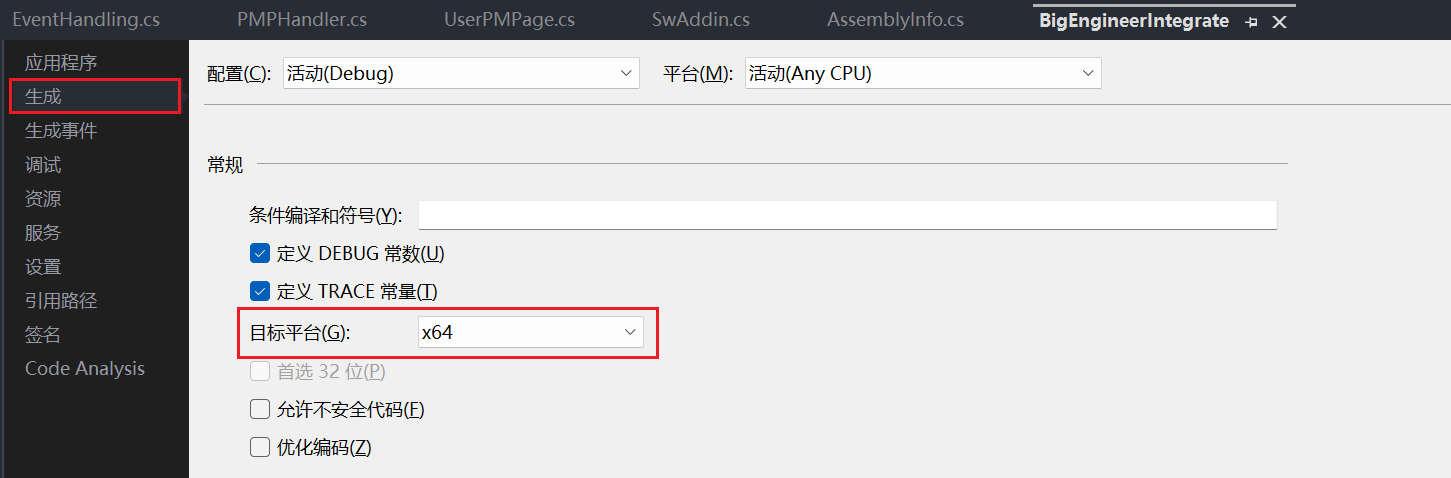 EventHandling.cs PMPHandler.cs UserPMPage.cs SwAddin.cs AssemblyInfo.cs BigEngineerIntegrate
应用程序
生成
生成事件
调试
资源
服务
设置
引用路径
签名
Code Analysis
配置(C): 活动(Debug) 平台(M): 活动(Any CPU)
常规
条件编译和符号(Y):
定义 DEBUG 常数(U)
定义 TRACE 常量(T)
目标平台(G): x64
首选 32 位(P)
允许不安全代码(F)
优化编码(Z)